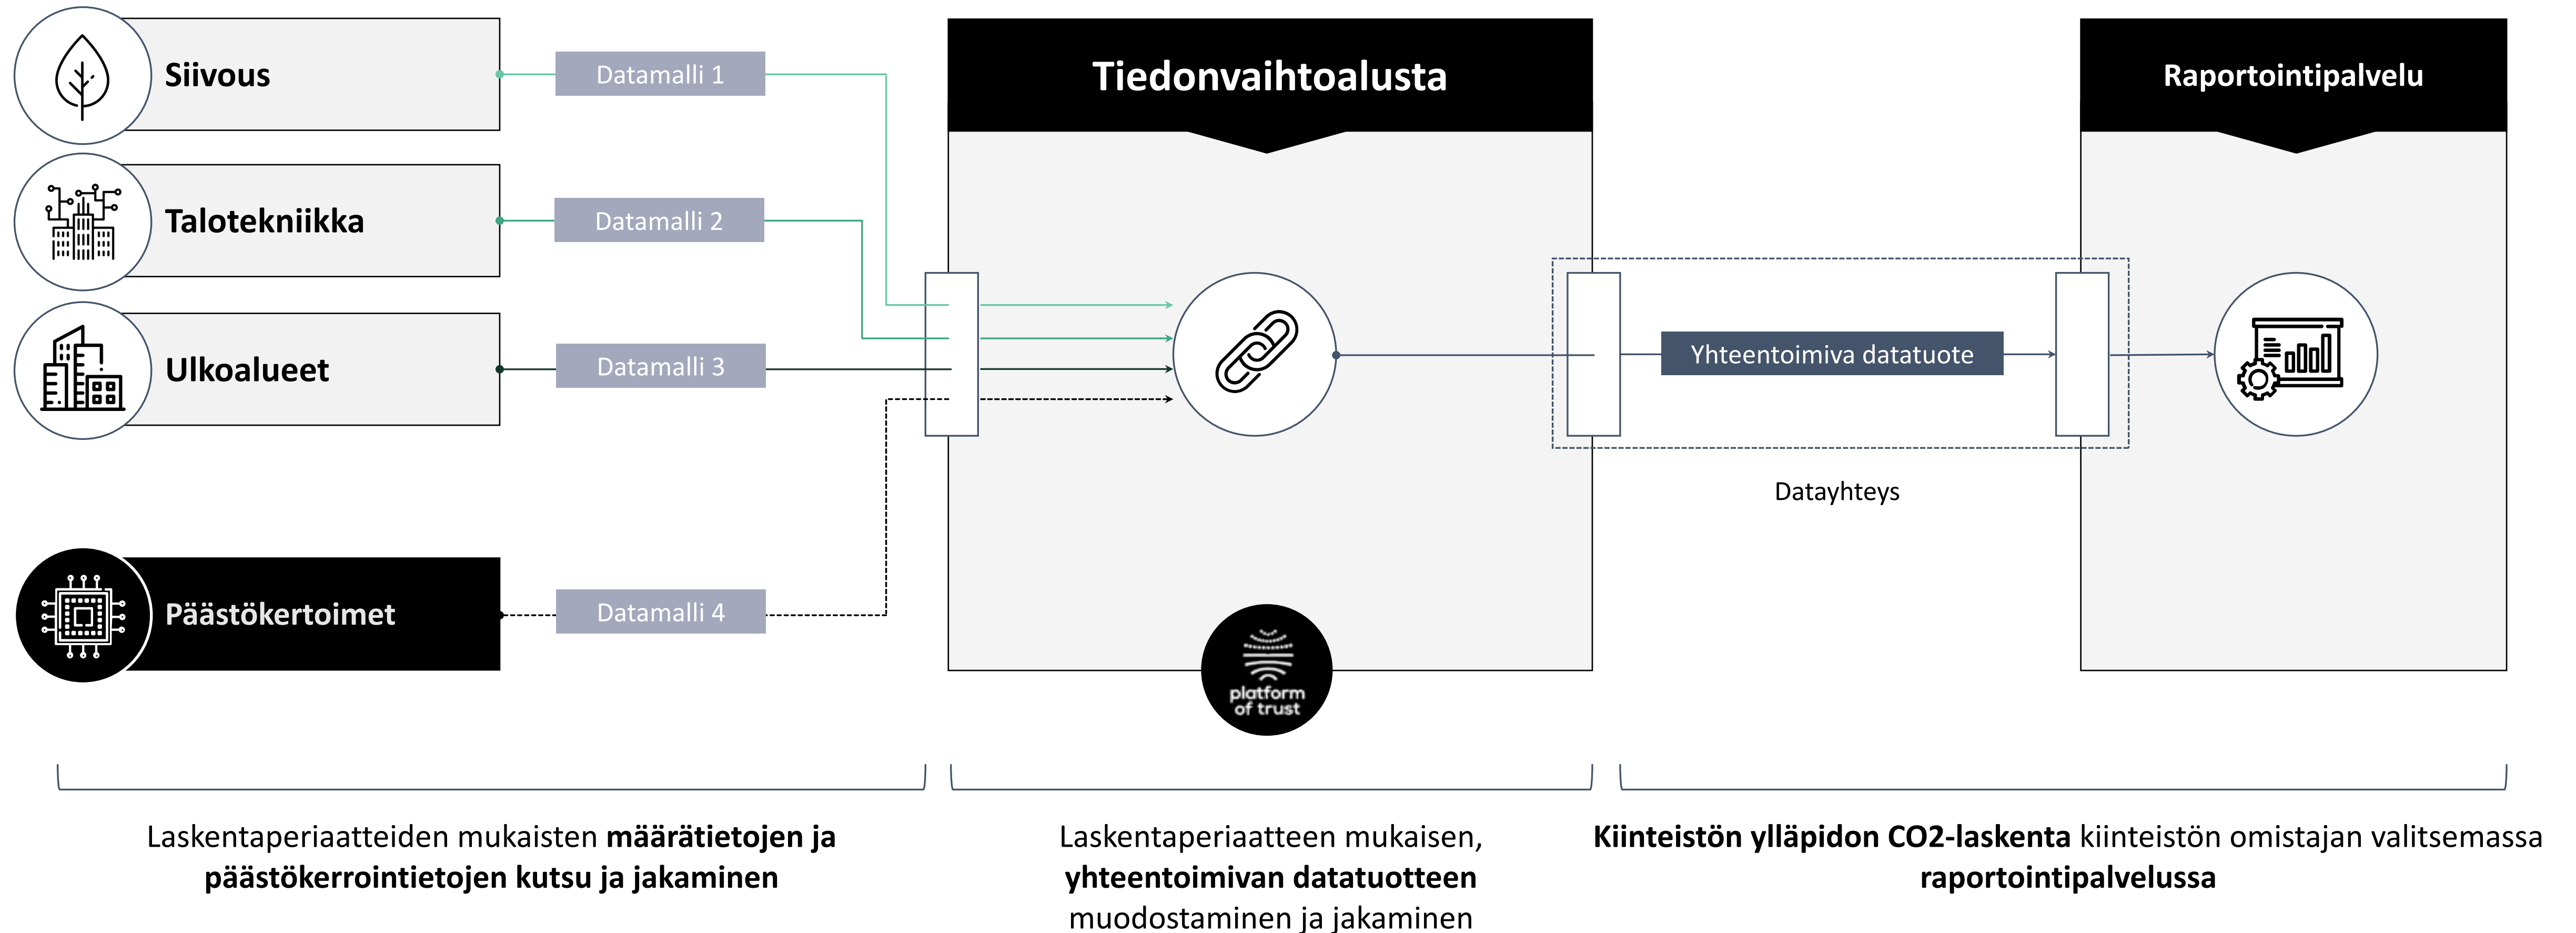 Siivous
Datamalli 1
Talotekniikka
Datamalli 2
Ulkoalueet
Datamalli 3
Päästökertoimet
Datamalli 4
Tiedonvaihtoalusta
platform
of trust
Yhteentoimiva datatuote
Datayhteys
Raportointipalvelu
Laskentaperiaatteiden mukaisten määrätietojen ja
päästökerrointietojen kutsu ja jakaminen
Laskentaperiaatteen mukaisen,
yhteentoimivan datatuotteen
muodostaminen ja jakaminen
Kiinteistön ylläpidon CO2-laskenta kiinteistön omistajan valitsemassa
raportointipalvelussa